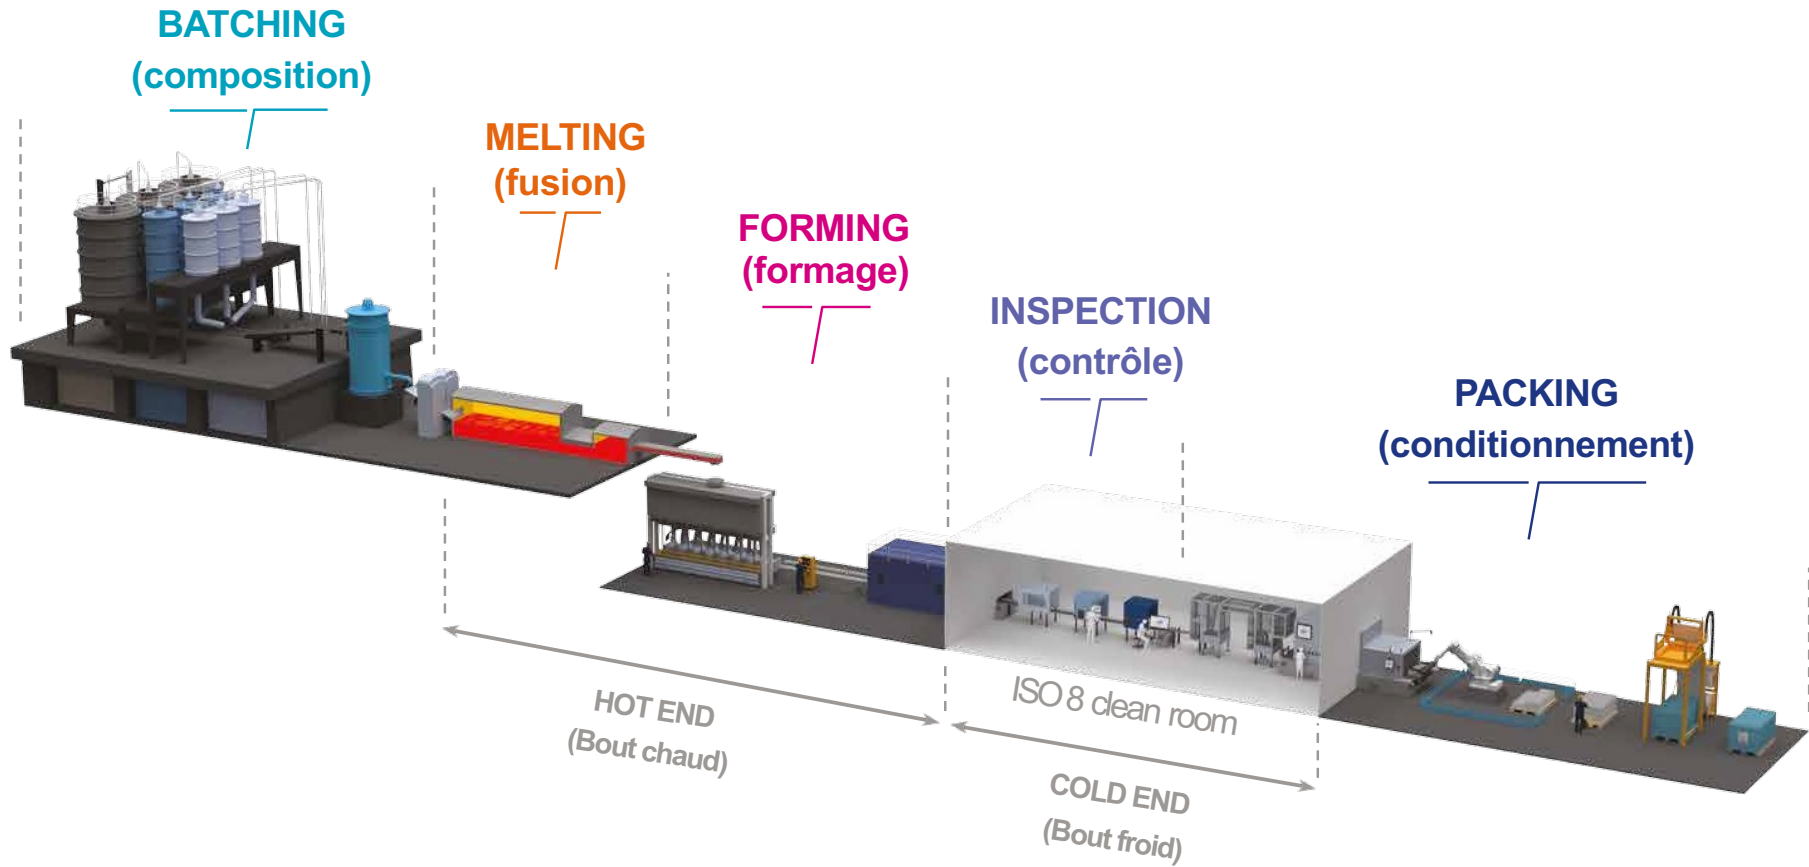 BATCHING
(composition)
MELTING
(fusion)
FORMING
(formage)
INSPECTION
(contrôle)
PACKING
(conditionnement)
HOT END
(Bout chaud)
ISO 8 clean room
COLD END
(Bout froid)